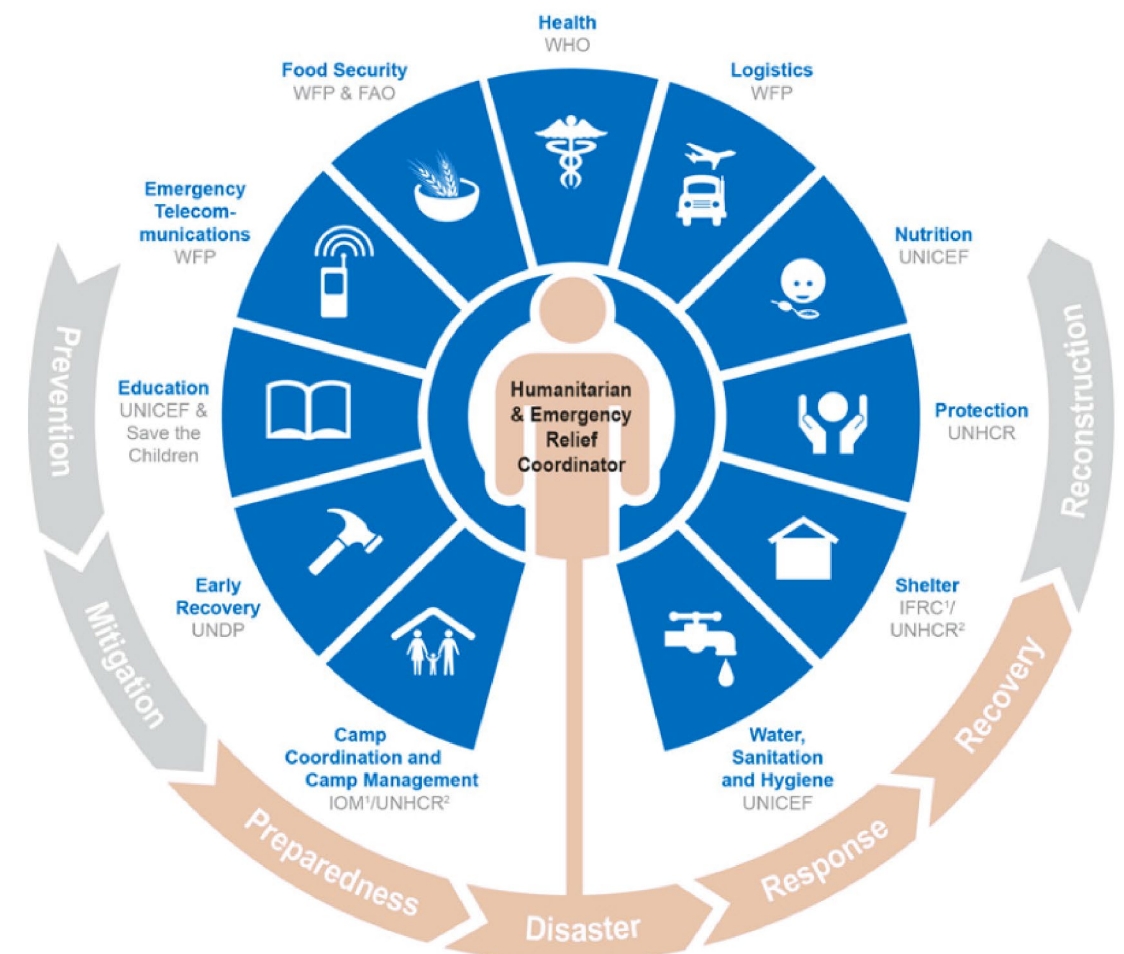 Health
WHO
Logistics
WFP
Nutrition
UNICEF
Protection
UNHCR
Shelter
IFRC¹/
UNHCR²
Water,
Sanitation
and Hygiene
UNICEF
Camp
Coordination and
Camp Management
IOM¹/UNHCR²
Early
Recovery
UNDP
Education
UNICEF &
Save the
Children
Emergency
Telecom-
munications
WFP
Food Security
WFP & FAO
Humanitarian
& Emergency
Relief
Coordinator
Prevention
Mitigation
Preparedness
Disaster
Response
Recovery
Reconstruction